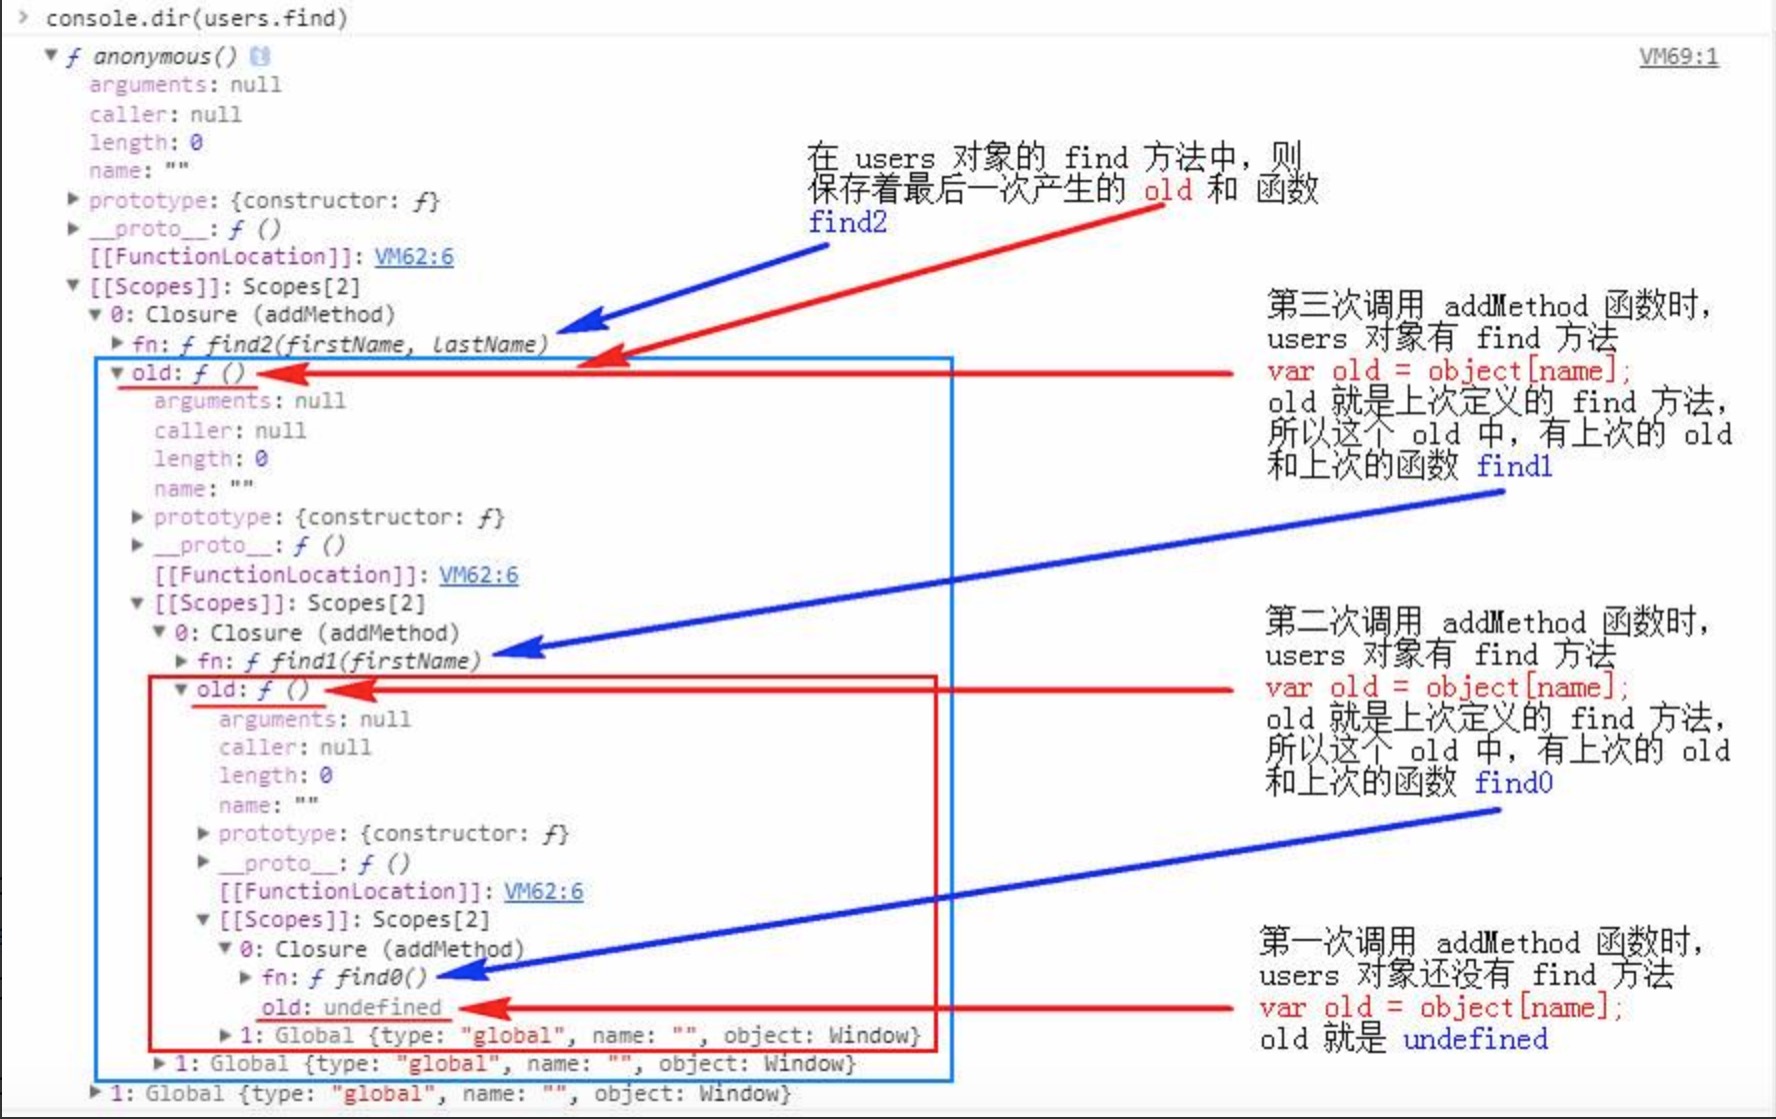 > console.dir(users.find)
▼ ƒ anonymous() i
VM69:1
arguments: null
caller: null
length: 0
name: ""
▶ prototype: {constructor: ƒ}
▶ __proto__: ƒ ()
[[FunctionLocation]]: VM62:6
▼ [[Scopes]]: Scopes[2]
▼ 0: Closure (addMethod)
▶ fn: ƒ find2(firstName, lastName)
▼ old: ƒ ()
arguments: null
caller: null
length: 0
name: ""
▶ prototype: {constructor: ƒ}
▶ __proto__: ƒ ()
[[FunctionLocation]]: VM62:6
▼ [[Scopes]]: Scopes[2]
▼ 0: Closure (addMethod)
▶ fn: ƒ find1(firstName)
▼ old: ƒ ()
arguments: null
caller: null
length: 0
name: ""
▶ prototype: {constructor: ƒ}
▶ __proto__: ƒ ()
[[FunctionLocation]]: VM62:6
▼ [[Scopes]]: Scopes[2]
▼ 0: Closure (addMethod)
▶ fn: ƒ find0()
old: undefined
▶ 1: Global {type: "global", name: "", object: Window}
▶ 1: Global {type: "global", name: "", object: Window}
▶ 1: Global {type: "global", name: "", object: Window}
在 users 对象的 find 方法中，则
保存着最后一次产生的 old 和 函数
find2
第三次调用 addMethod 函数时，
users 对象有 find 方法
var old = object[name];
old 就是上次定义的 find 方法，
所以这个 old 中，有上次的 old
和上次的函数 find1
第二次调用 addMethod 函数时，
users 对象有 find 方法
var old = object[name];
old 就是上次定义的 find 方法，
所以这个 old 中，有上次的 old
和上次的函数 find0
第一次调用 addMethod 函数时，
users 对象还没有 find 方法
var old = object[name];
old 就是 undefined